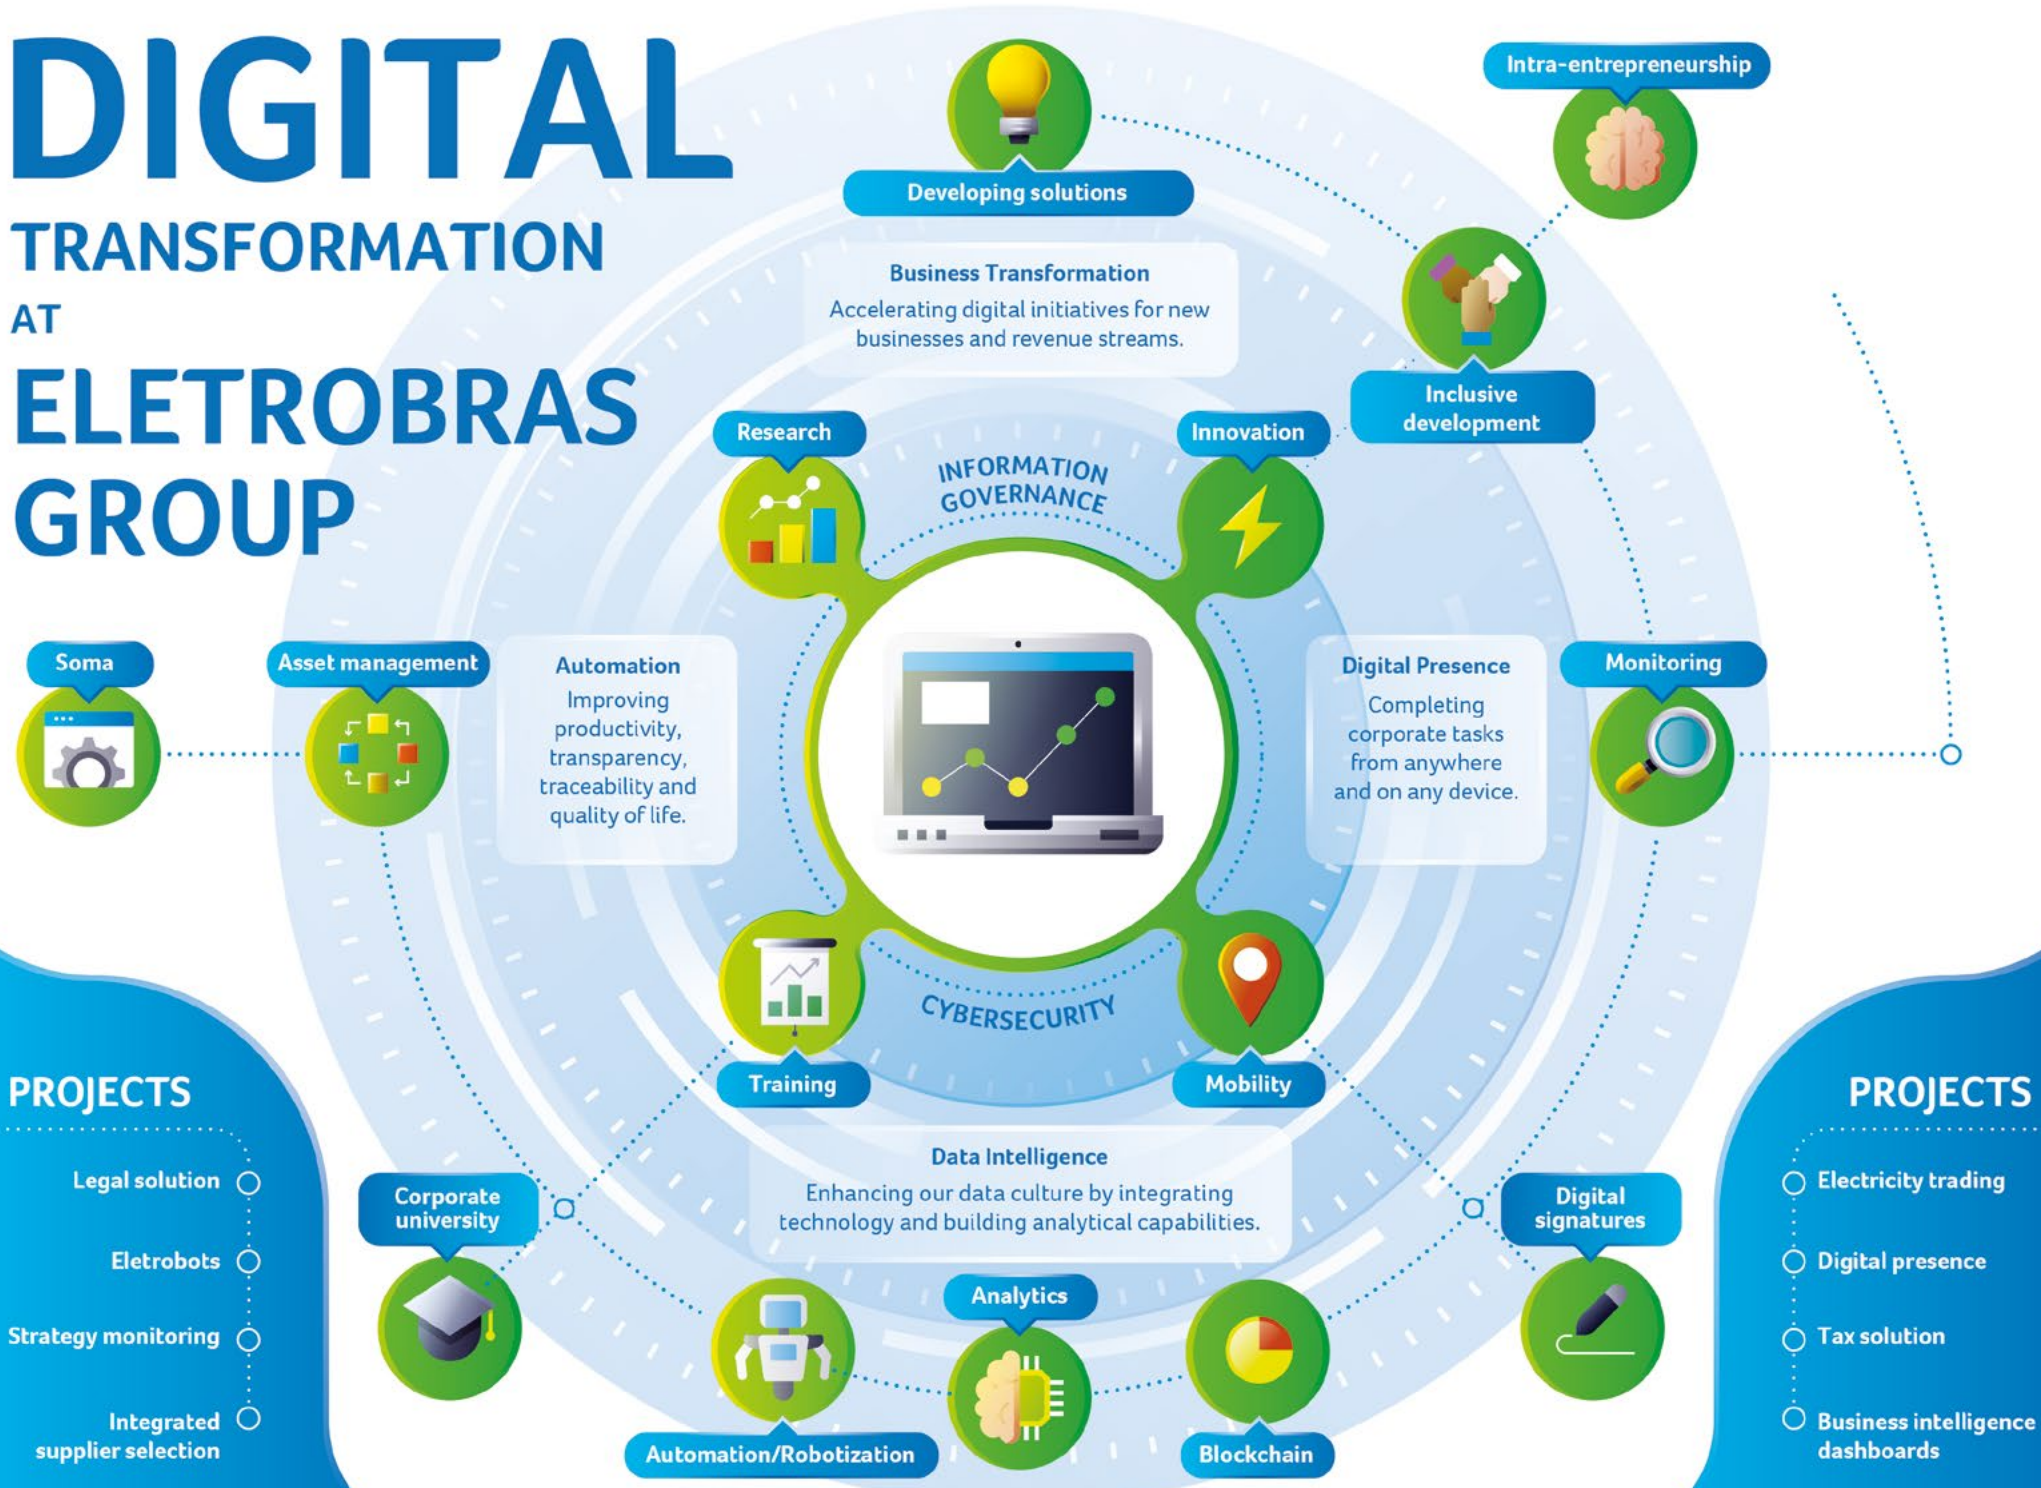 DIGITAL
TRANSFORMATION
AT
ELETROBRAS
GROUP
Developing solutions
Intra-entrepreneurship
Business Transformation
Accelerating digital initiatives for new
businesses and revenue streams.
Inclusive
development
Research
INFORMATION
GOVERNANCE
Innovation
Soma
Asset management
Automation
Improving
productivity,
transparency,
traceability and
quality of life.
Digital Presence
Completing
corporate tasks
from anywhere
and on any device.
Monitoring
CYBERSECURITY
Training
Mobility
Data Intelligence
Enhancing our data culture by integrating
technology and building analytical capabilities.
Corporate
university
Digital
signatures
Automation/Robotization
Analytics
Blockchain
PROJECTS
Legal solution
Eletrobots
Strategy monitoring
Integrated
supplier selection
PROJECTS
Electricity trading
Digital presence
Tax solution
Business intelligence
dashboards